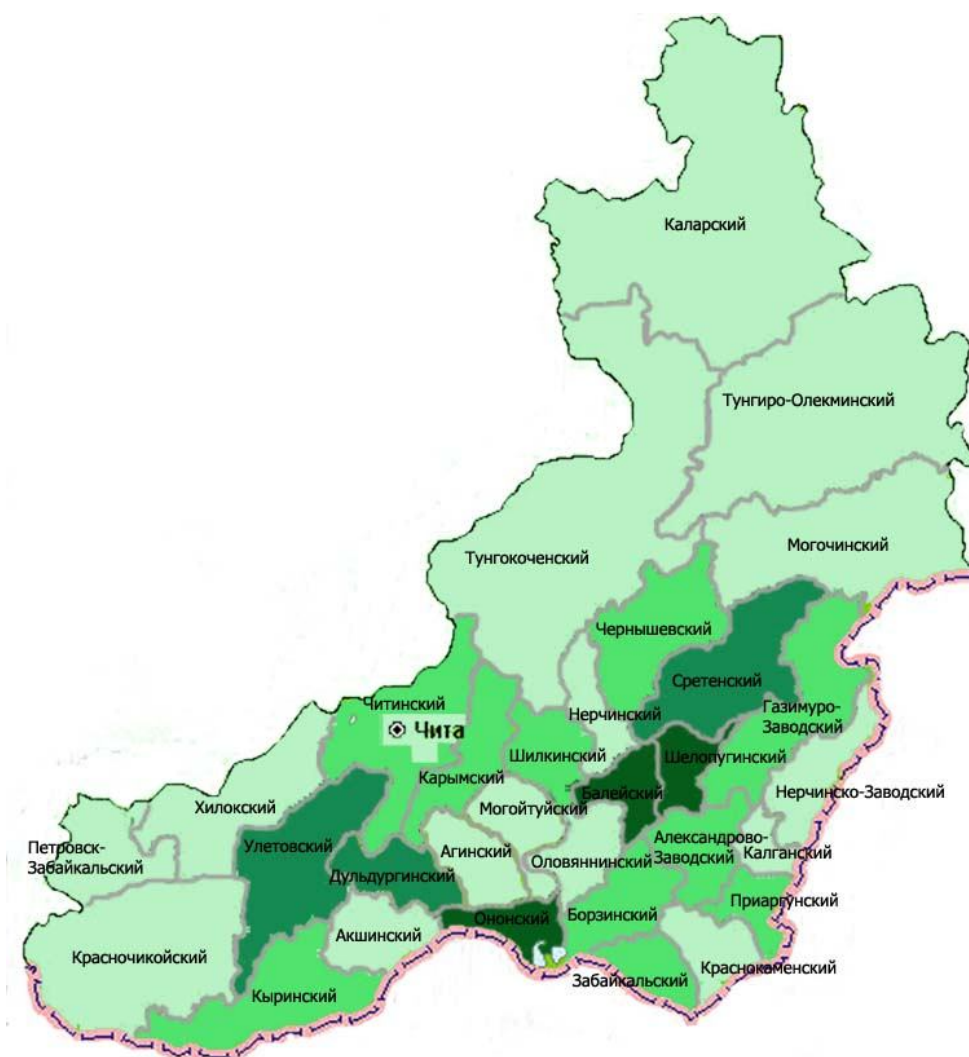 Каларский
Тунгиро-Олекминский
Могочинский
Тунгокоченский
Чернышевский
Сретенский
Читинский
Газимуро-
Заводский
Нерчинский
Чита
Шилкинский
Шелопугинский
Карымский
Балейский
Нерчинско-Заводский
Хилокский
Могойтуйский
Улетовский
Александрово-
Заводский
Петровск-
Забайкальский
Агинский
Оловяннинский
Калганский
Дульдургинский
Приаргунский
Ононский
Борзинский
Акшинский
Красночикойский
Краснокаменский
Забайкальский
Кыринский